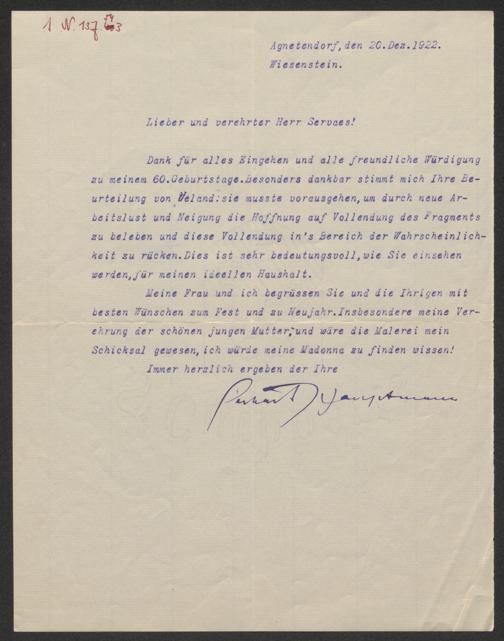 1 N. 137.
Agnetendorf, den 20.Dez.1922.
Wiesenstein.
Lieber und verehrter Herr Servaes!
Dank für alles Eingehen und alle freundliche Würdigung
zu meinem 60.Geburtstage.Besonders dankbar stimmt mich Ihre Be-
urteilung von Veland:sie musste vorausgehen,um durch neue Ar-
beitslust und Neigung die Hoffnung auf Vollendung des Fragments
zu beleben und diese Vollendung in's Bereich der Wahrscheinlich-
keit zu rücken.Dies ist sehr bedeutungsvoll,wie Sie einsehen
werden,für meinen ideellen Haushalt.
Meine Frau und ich begrüssen Sie und die Ihrigen mit
besten Wünschen zum Fest und zu Neujahr.Insbesondere meine Ver-
ehrung der schönen jungen Mutter;und wäre die Malerei mein
Schicksal gewesen,ich würde meine Madonna zu finden wissen!
Immer herzlich ergeben der Ihre
Gerhart Hauptmann